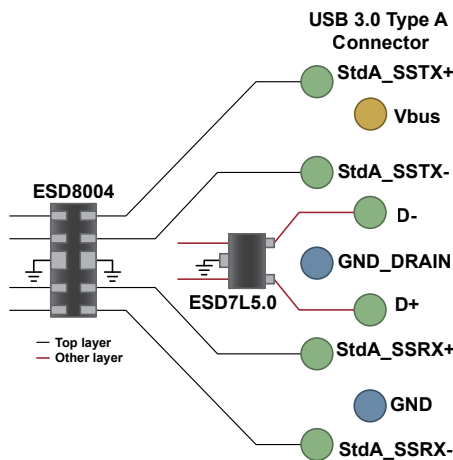 USB 3.0 Type A
Connector
StdA_SSTX+
Vbus
ESD8004
StdA_SSTX-
D-
GND_DRAIN
ESD7L5.0
D+
Top layer
Other layer
StdA_SSRX+
GND
StdA_SSRX-